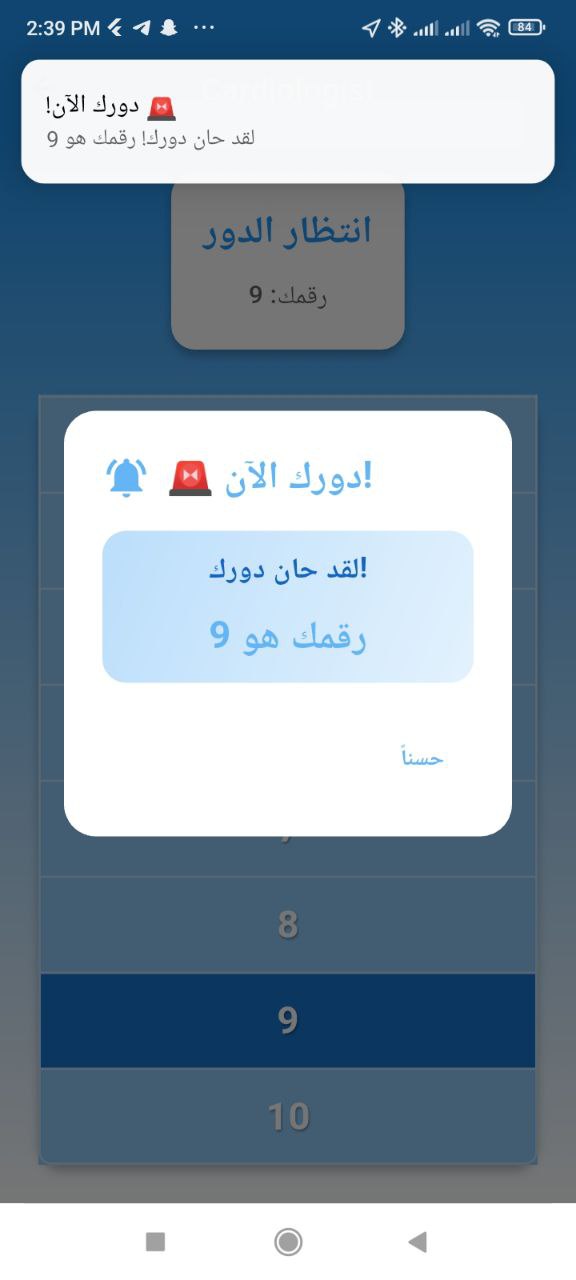 2:39 PM
84
Cardiologist
🚨 دورك الآن!
لقد حان دورك! رقمك هو 9
انتظار الدور
رقمك: 9
🚨 دورك الآن!
لقد حان دورك!
رقمك هو 9
حسناً
8
9
10